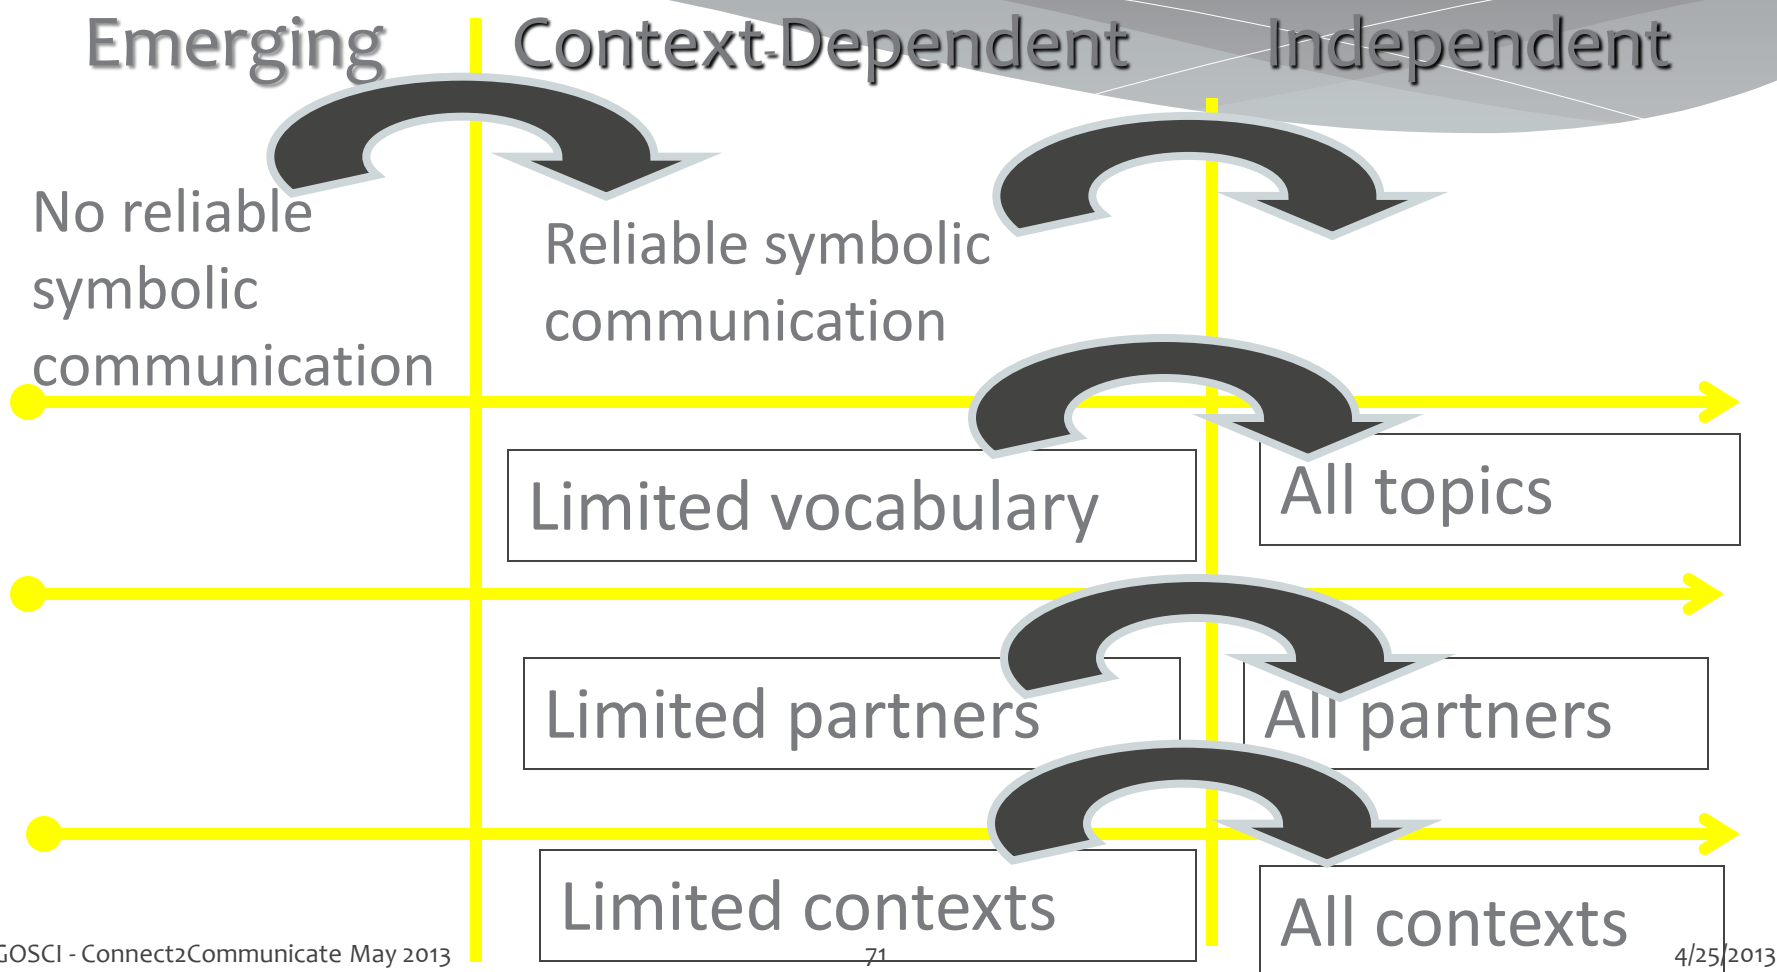 Emerging
Context-Dependent
Independent
No reliable
symbolic
communication
Reliable symbolic
communication
Limited vocabulary
All topics
Limited partners
All partners
Limited contexts
All contexts
GOSCI - Connect2Communicate May 2013
71
4/25/2013